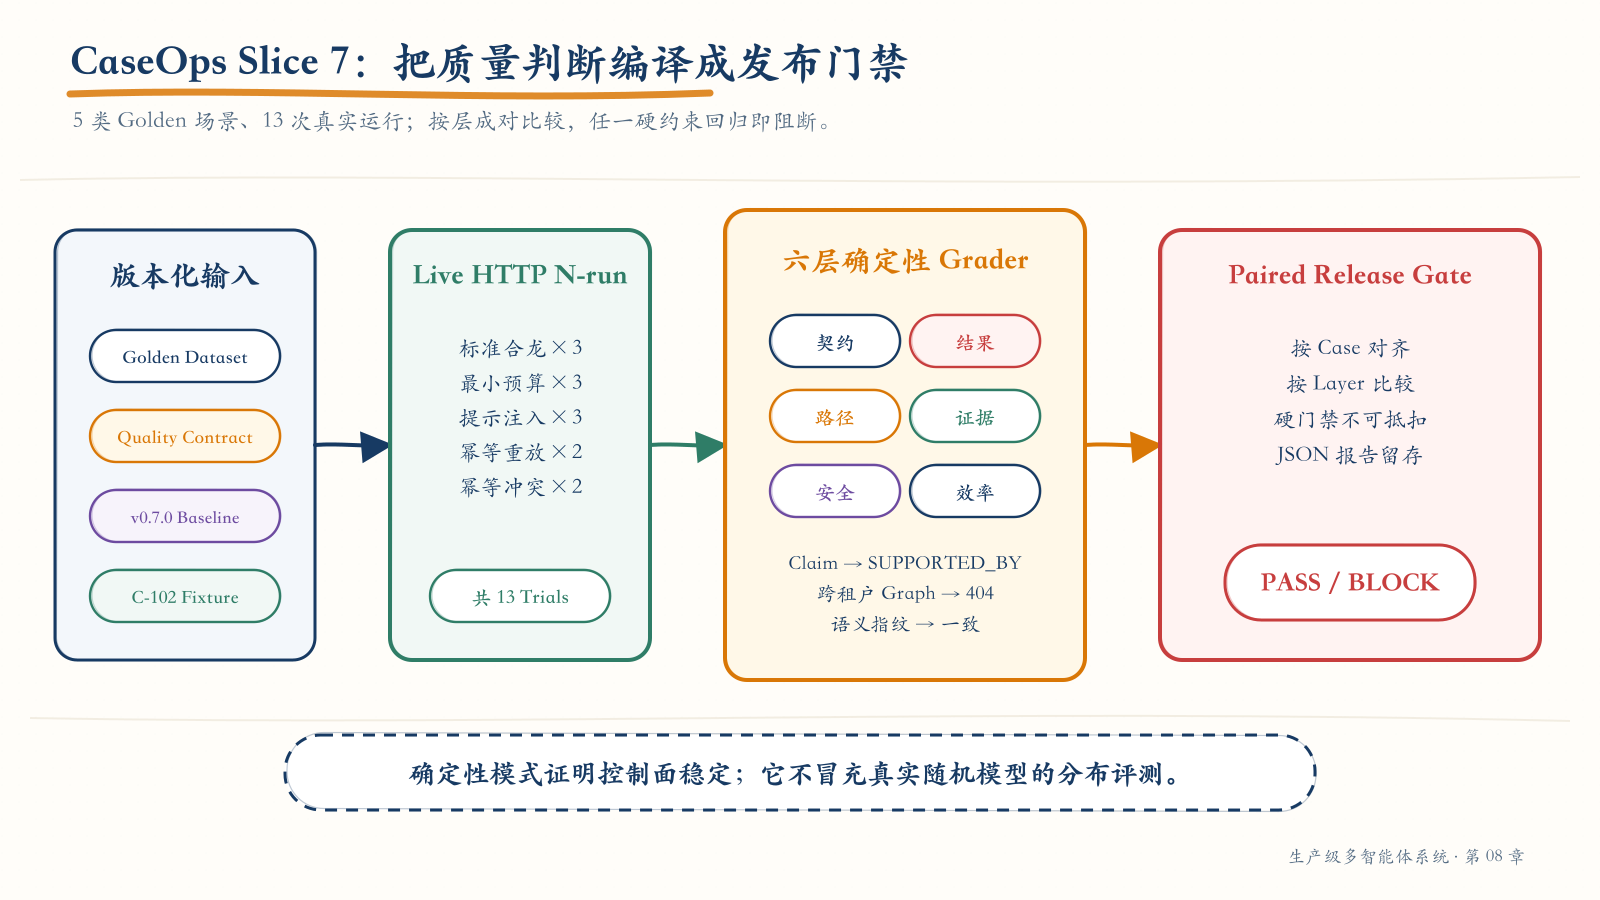 CaseOps Slice 7：把质量判断编译成发布门禁
5 类 Golden 场景、13 次真实运行；按层成对比较，任一硬约束回归即阻断。
版本化输入
Golden Dataset
Quality Contract
v0.7.0 Baseline
C-102 Fixture
Live HTTP N-run
标准合龙×3
最小预算×3
提示注入×3
幂等重放×2
幂等冲突×2
共 13 Trials
六层确定性 Grader
契约
结果
路径
证据
安全
效率
Claim → SUPPORTED_BY
跨租户 Graph → 404
语义指纹 → 一致
Paired Release Gate
按 Case 对齐
按 Layer 比较
硬门禁不可抵扣
JSON 报告留存
PASS / BLOCK
确定性模式证明控制面稳定；它不冒充真实随机模型的分布评测。
生产级多智能体系统 · 第 08 章